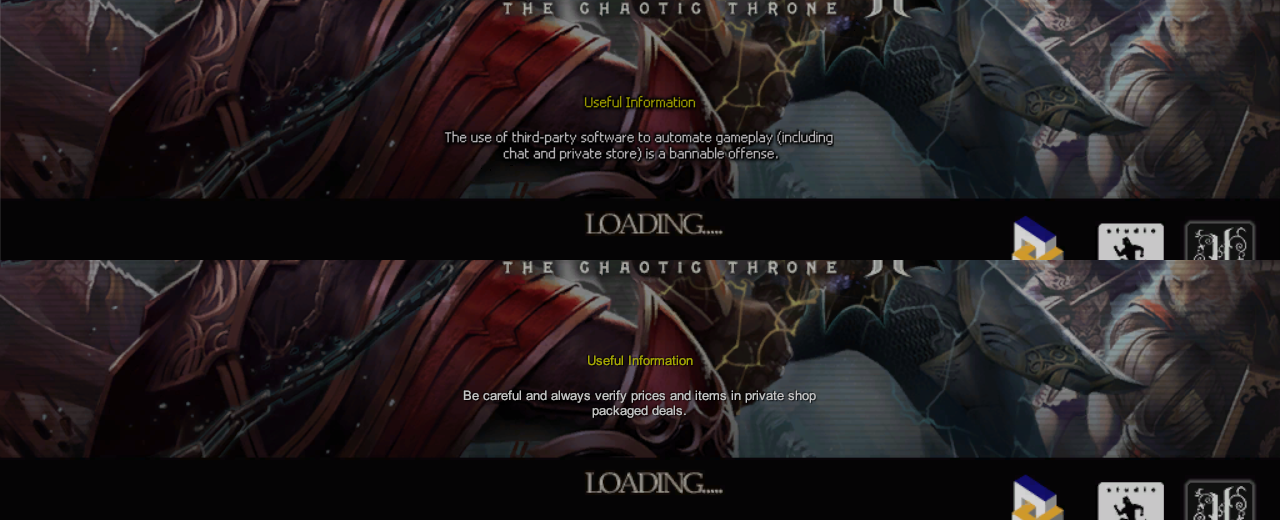 THE CHAOTIC THRONE
Useful Information
The use of third-party software to automate gameplay (including
chat and private store) is a bannable offense.
LOADING.....
studio
THE CHAOTIC THRONE
Useful Information
Be careful and always verify prices and items in private shop
packaged deals.
LOADING.....
studio